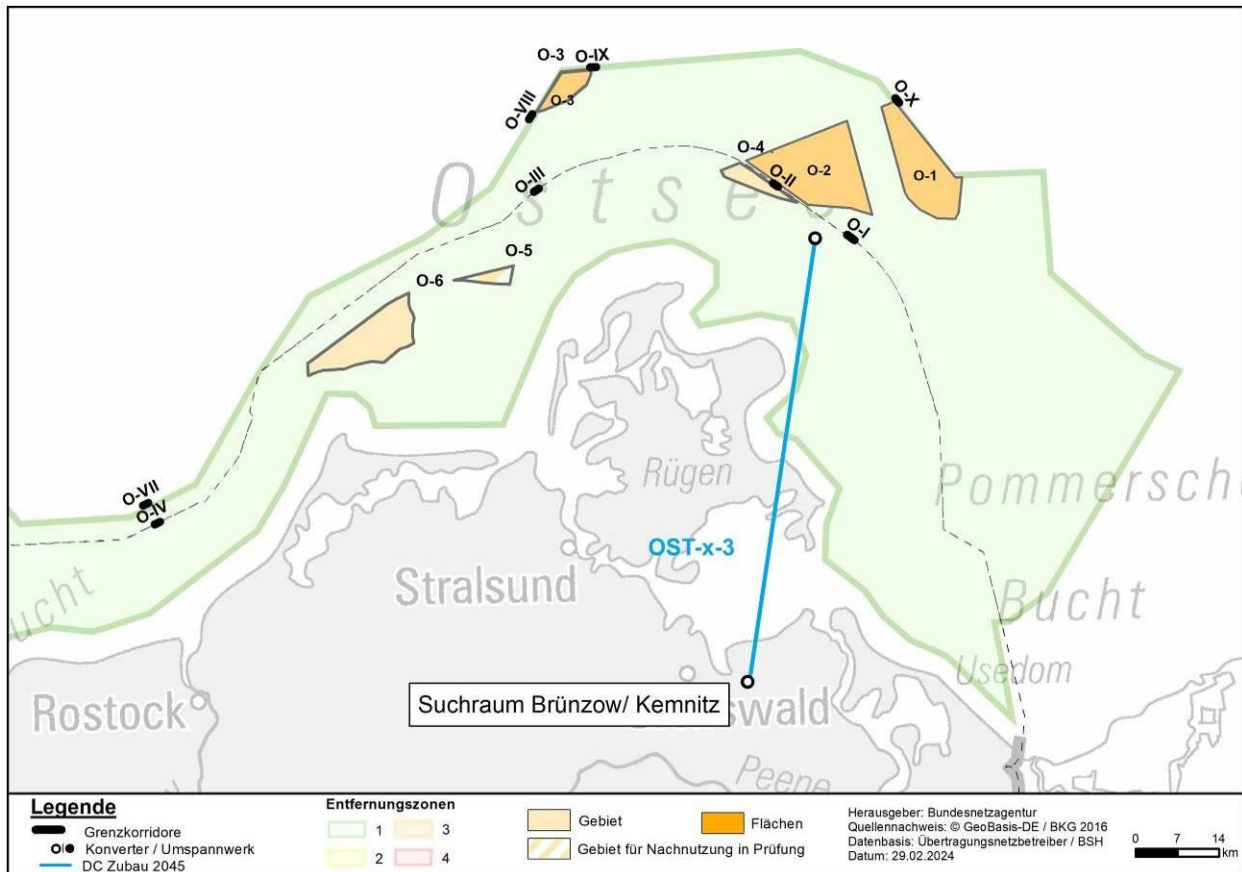 O-3
O-IX
O-3
O-VIII
O-X
O-III
O-4
O-II
O-2
O-1
Ostsee
O-I
O-5
O-6
Rügen
O-VII
O-IV
Pommersche
OST-x-3
Stralsund
Bucht
ucht
Usedom
Suchraum Brünzow/ Kemnitz
Rostock
swald
Peene
Legende
Grenzkorridore
Konverter / Umspannwerk
DC Zubau 2045
Entfernungszonen
1
3
2
4
Gebiet
Flächen
Gebiet für Nachnutzung in Prüfung
Herausgeber: Bundesnetzagentur
Quellennachweis: © GeoBasis-DE / BKG 2016
Datenbasis: Übertragungsnetzbetreiber / BSH
Datum: 29.02.2024
0 7 14
km